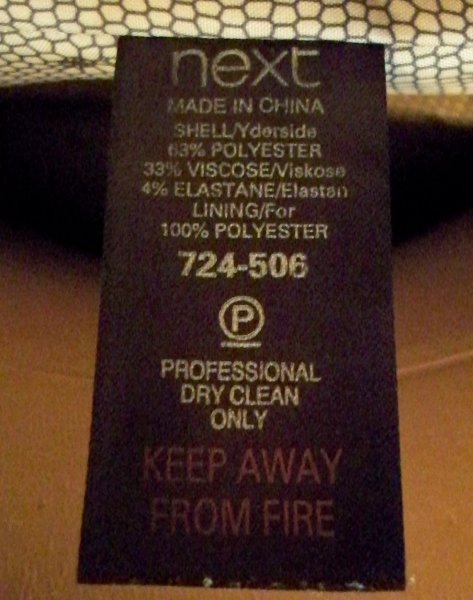 next
MADE IN CHINA
SHELL/Yderside
63% POLYESTER
33% VISCOSE/Viskose
4% ELASTANE/Elastan
LINING/For
100% POLYESTER
724-506
P
PROFESSIONAL
DRY CLEAN
ONLY
KEEP AWAY
FROM FIRE